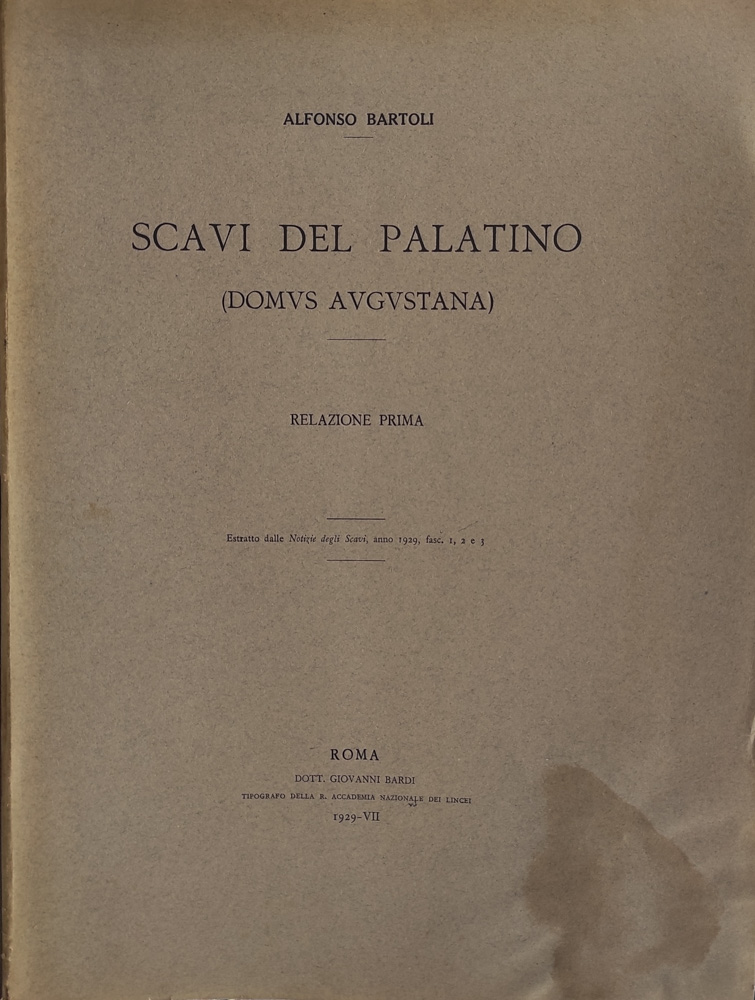 ALFONSO BARTOLI
SCAVI DEL PALATINO
(DOMVS AVGVSTANA)
RELAZIONE PRIMA
Estratto dalle Notizie degli Scavi, anno 1929, fasc. 1, 2 e 3
ROMA
DOTT. GIOVANNI BARDI
TIPOGRAFO DELLA R. ACCADEMIA NAZIONALE DEI LINCEI
1929-VII